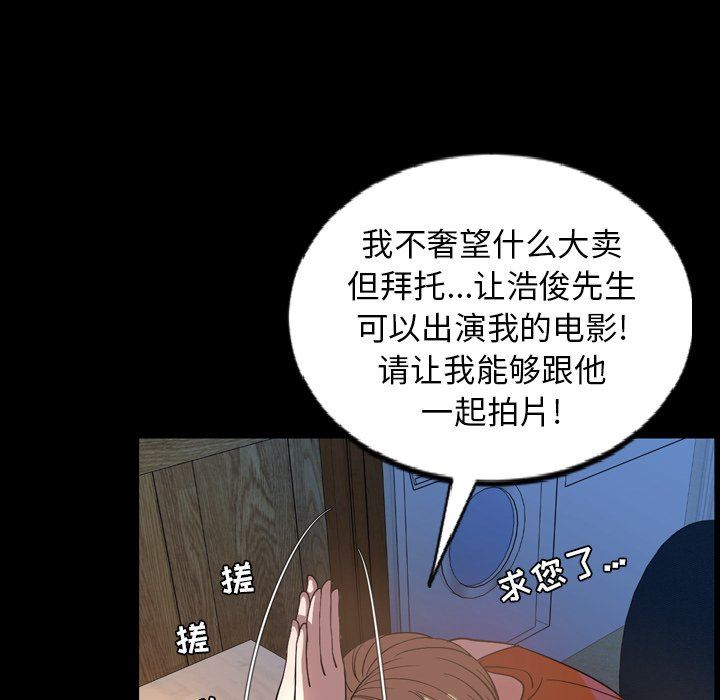 我不奢望什么大卖
但拜托...让浩俊先生
可以出演我的电影!
请让我能够跟他
一起拍片!
求您了...
搓
搓